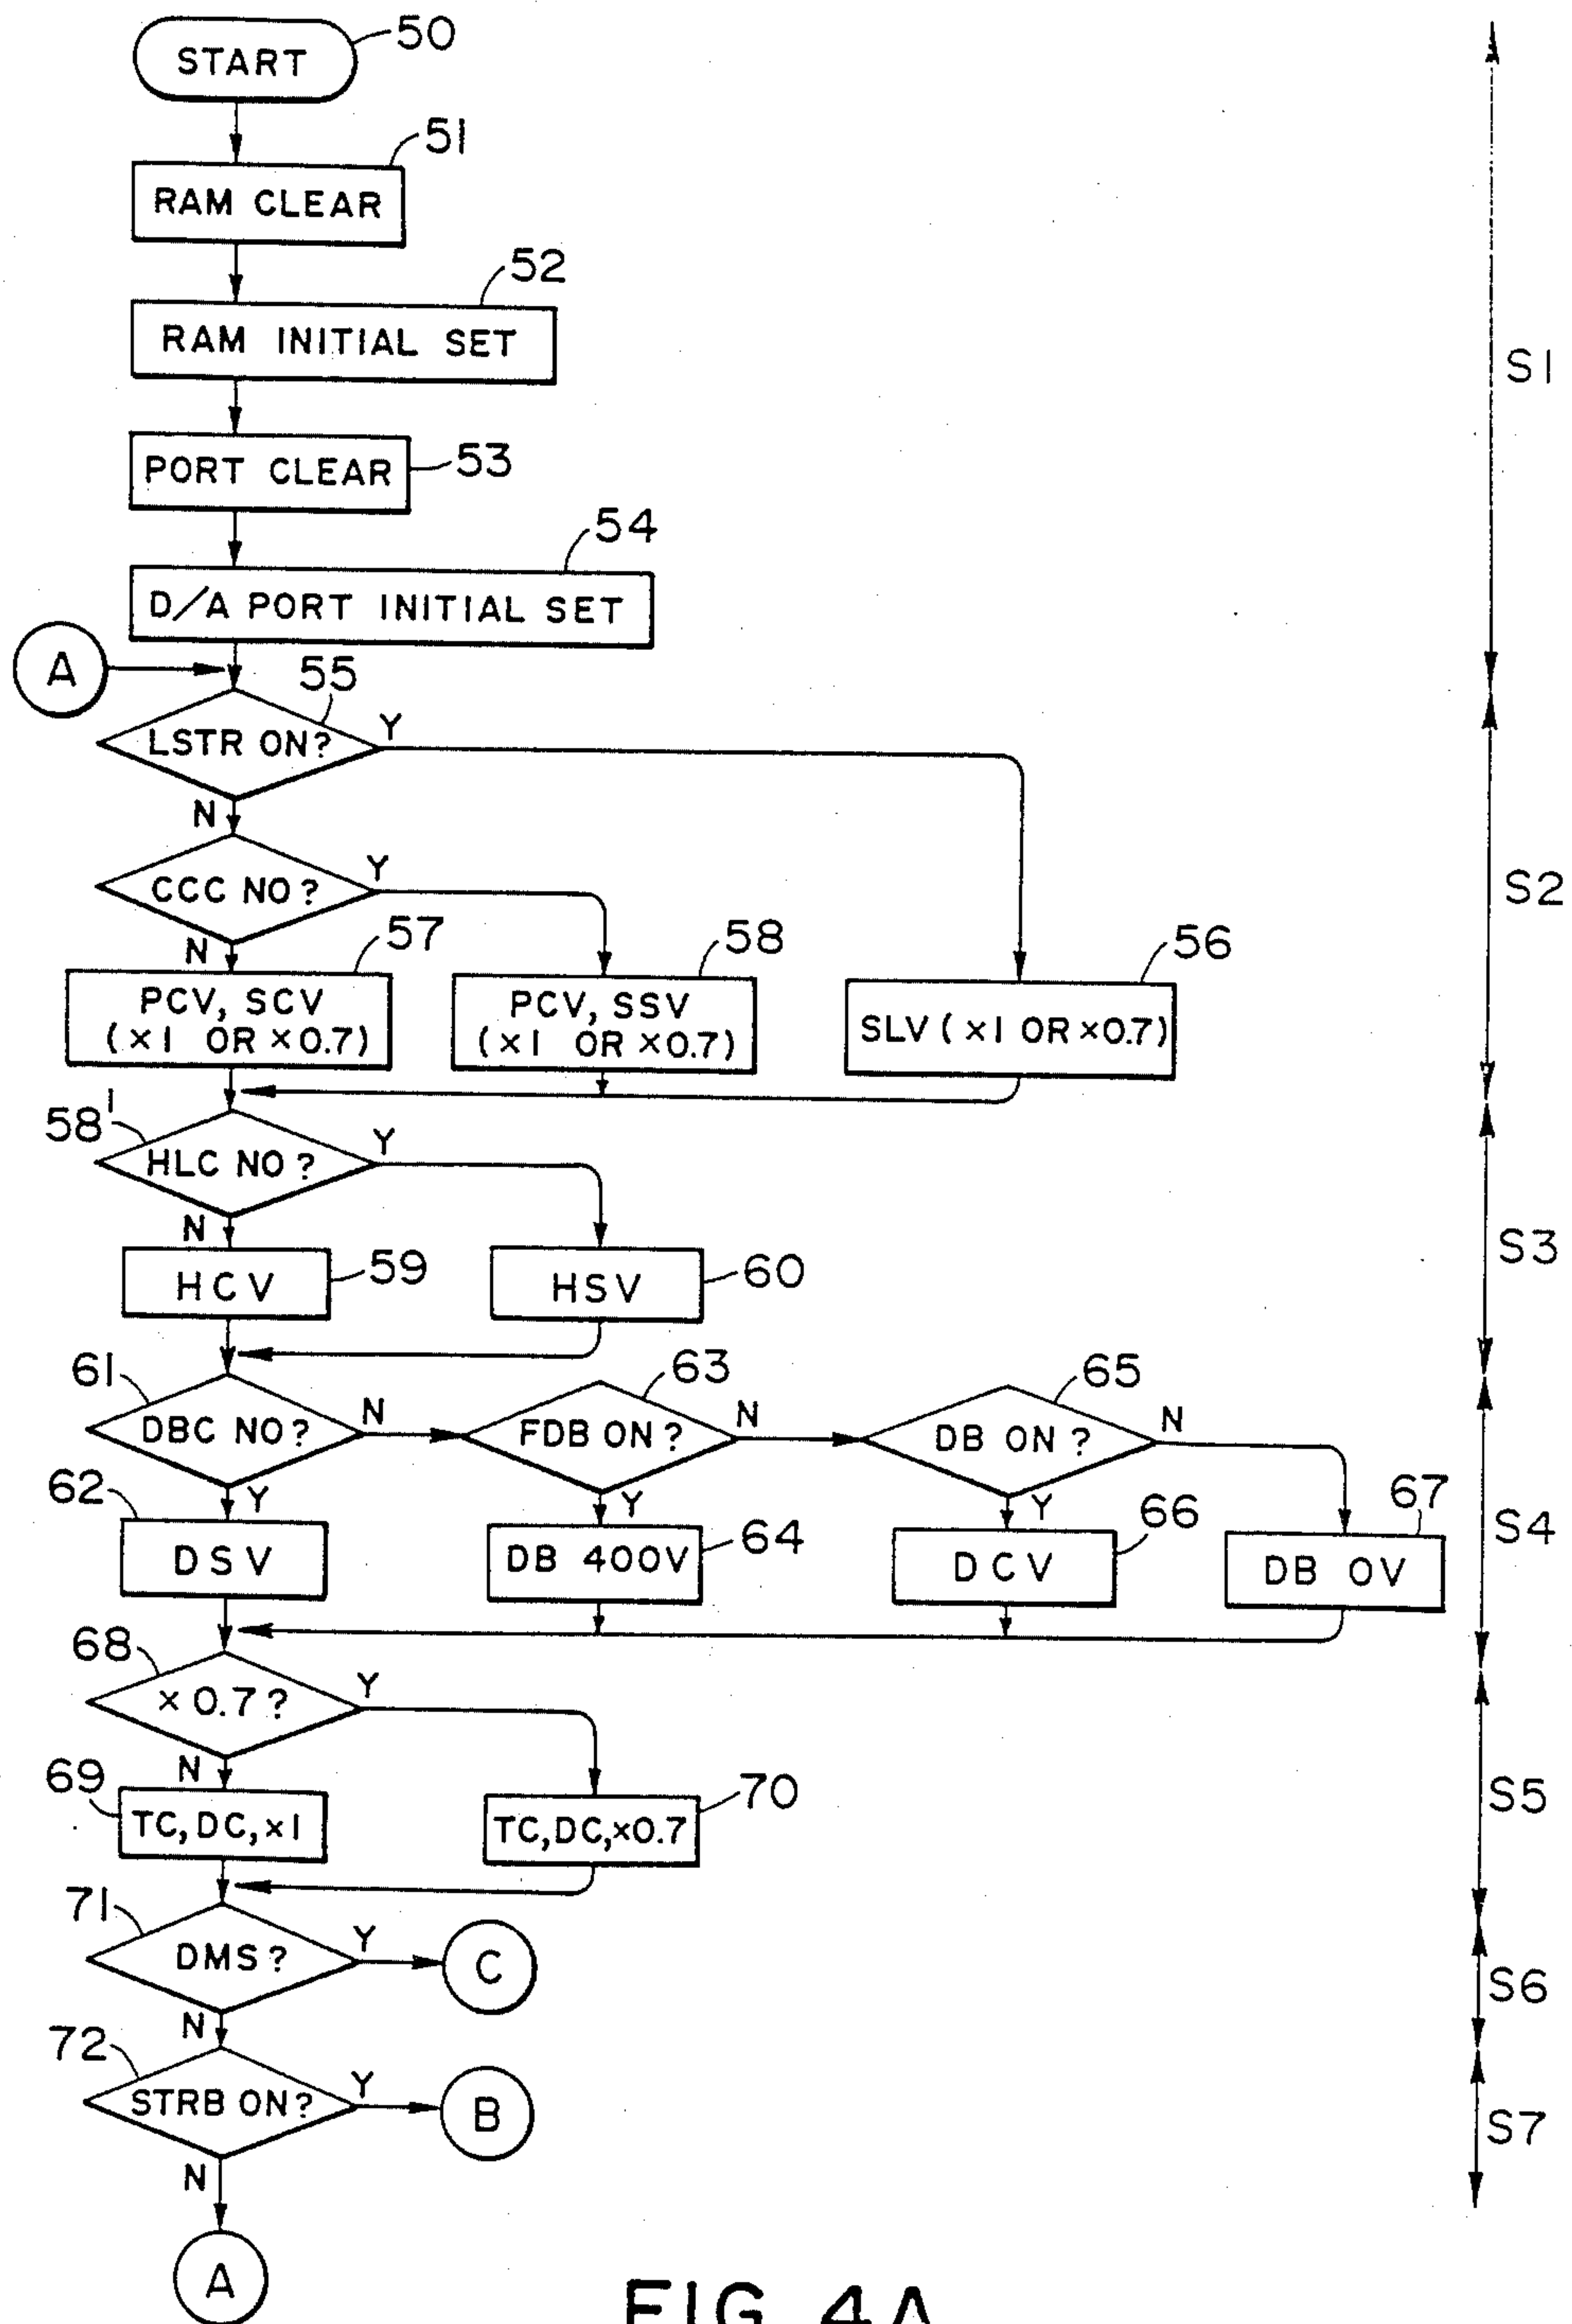 START
50
51
RAM CLEAR
52
RAM INITIAL SET
S1
PORT CLEAR
53
54
D/A PORT INITIAL SET
A
55
LSTR ON?
Y
N
CCC NO?
Y
S2
N
57
58
56
PCV, SCV
(×1 OR ×0.7)
PCV, SSV
(×1 OR ×0.7)
SLV (×1 OR ×0.7)
58'
HLC NO?
Y
N
S3
HCV
59
HSV
60
61
63
65
DBC NO?
N
FDB ON?
N
DB ON?
N
62
Y
Y
Y
67
S4
DSV
DB 400V
64
DCV
66
DB 0V
68
×0.7?
Y
N
69
TC,DC,×1
TC,DC,×0.7
70
S5
71
DMS?
Y
C
S6
N
72
STRB ON?
Y
B
S7
N
A
FIG. 4A